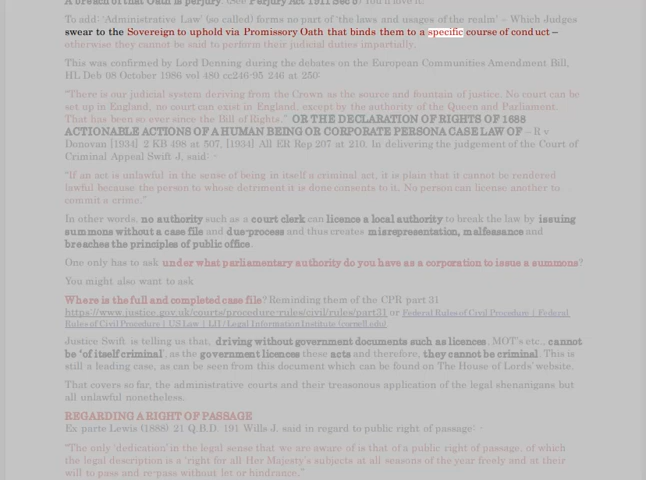 A breach of that Oath is perjury. (See Perjury Act 1911 Sec 6) You'd love it!
To add: 'Administrative Law' (so called) forms no part of 'the laws and usages of the realm' – Which Judges
swear to the Sovereign to uphold via Promissory Oath that binds them to a specific course of conduct –
otherwise they cannot be said to perform their judicial duties impartially.
This was confirmed by Lord Denning during the debates on the European Communities Amendment Bill,
HL Deb 08 October 1986 vol 480 cc246-95 246 at 250:
"There is our judicial system deriving from the Crown as the source and fountain of justice. No court can be
set up in England, no court can exist in England, except by the authority of the Queen and Parliament.
That has been so ever since the Bill of Rights." OR THE DECLARATION OF RIGHTS OF 1688
ACTIONABLE ACTIONS OF A HUMAN BEING OR CORPORATE PERSONA CASE LAW OF – R v
Donovan [1934] 2 KB 498 at 507, [1934] All ER Rep 207 at 210. In delivering the judgement of the Court of
Criminal Appeal Swift J, said: -
"If an act is unlawful in the sense of being in itself a criminal act, it is plain that it cannot be rendered
lawful because the person to whose detriment it is done consents to it. No person can license another to
commit a crime."
In other words, no authority such as a court clerk can licence a local authority to break the law by issuing
summons without a case file and due-process and thus creates misrepresentation, malfeasance and
breaches the principles of public office.
One only has to ask under what parliamentary authority do you have as a corporation to issue a summons?
You might also want to ask
Where is the full and completed case file? Reminding them of the CPR part 31
https://www.justice.gov.uk/courts/procedure-rules/civil/rules/part31 or Federal Rules of Civil Procedure | Federal
Rules of Civil Procedure | US Law | LII / Legal Information Institute (cornell.edu)
Justice Swift is telling us that, driving without government documents such as licences, MOT's etc., cannot
be 'of itself criminal', as the government licences these acts and therefore, they cannot be criminal. This is
still a leading case, as can be seen from this document which can be found on The House of Lords' website.
That covers so far, the administrative courts and their treasonous application of the legal shenanigans but
all unlawful nonetheless.
REGARDING A RIGHT OF PASSAGE
Ex parte Lewis (1888) 21 Q.B.D. 191 Wills J. said in regard to public right of passage: -
"The only 'dedication' in the legal sense that we are aware of is that of a public right of passage, of which
the legal description is a 'right for all Her Majesty's subjects at all seasons of the year freely and at their
will to pass and re-pass without let or hindrance."